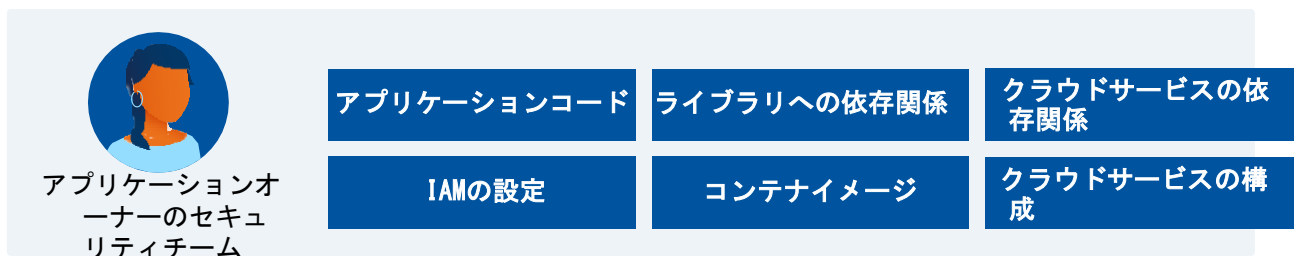 アプリケーションオ
ーナーのセキュ
リティチーム
アプリケーションコード
ライブラリへの依存関係
クラウドサービスの依
存関係
IAMの設定
コンテナイメージ
クラウドサービスの構
成